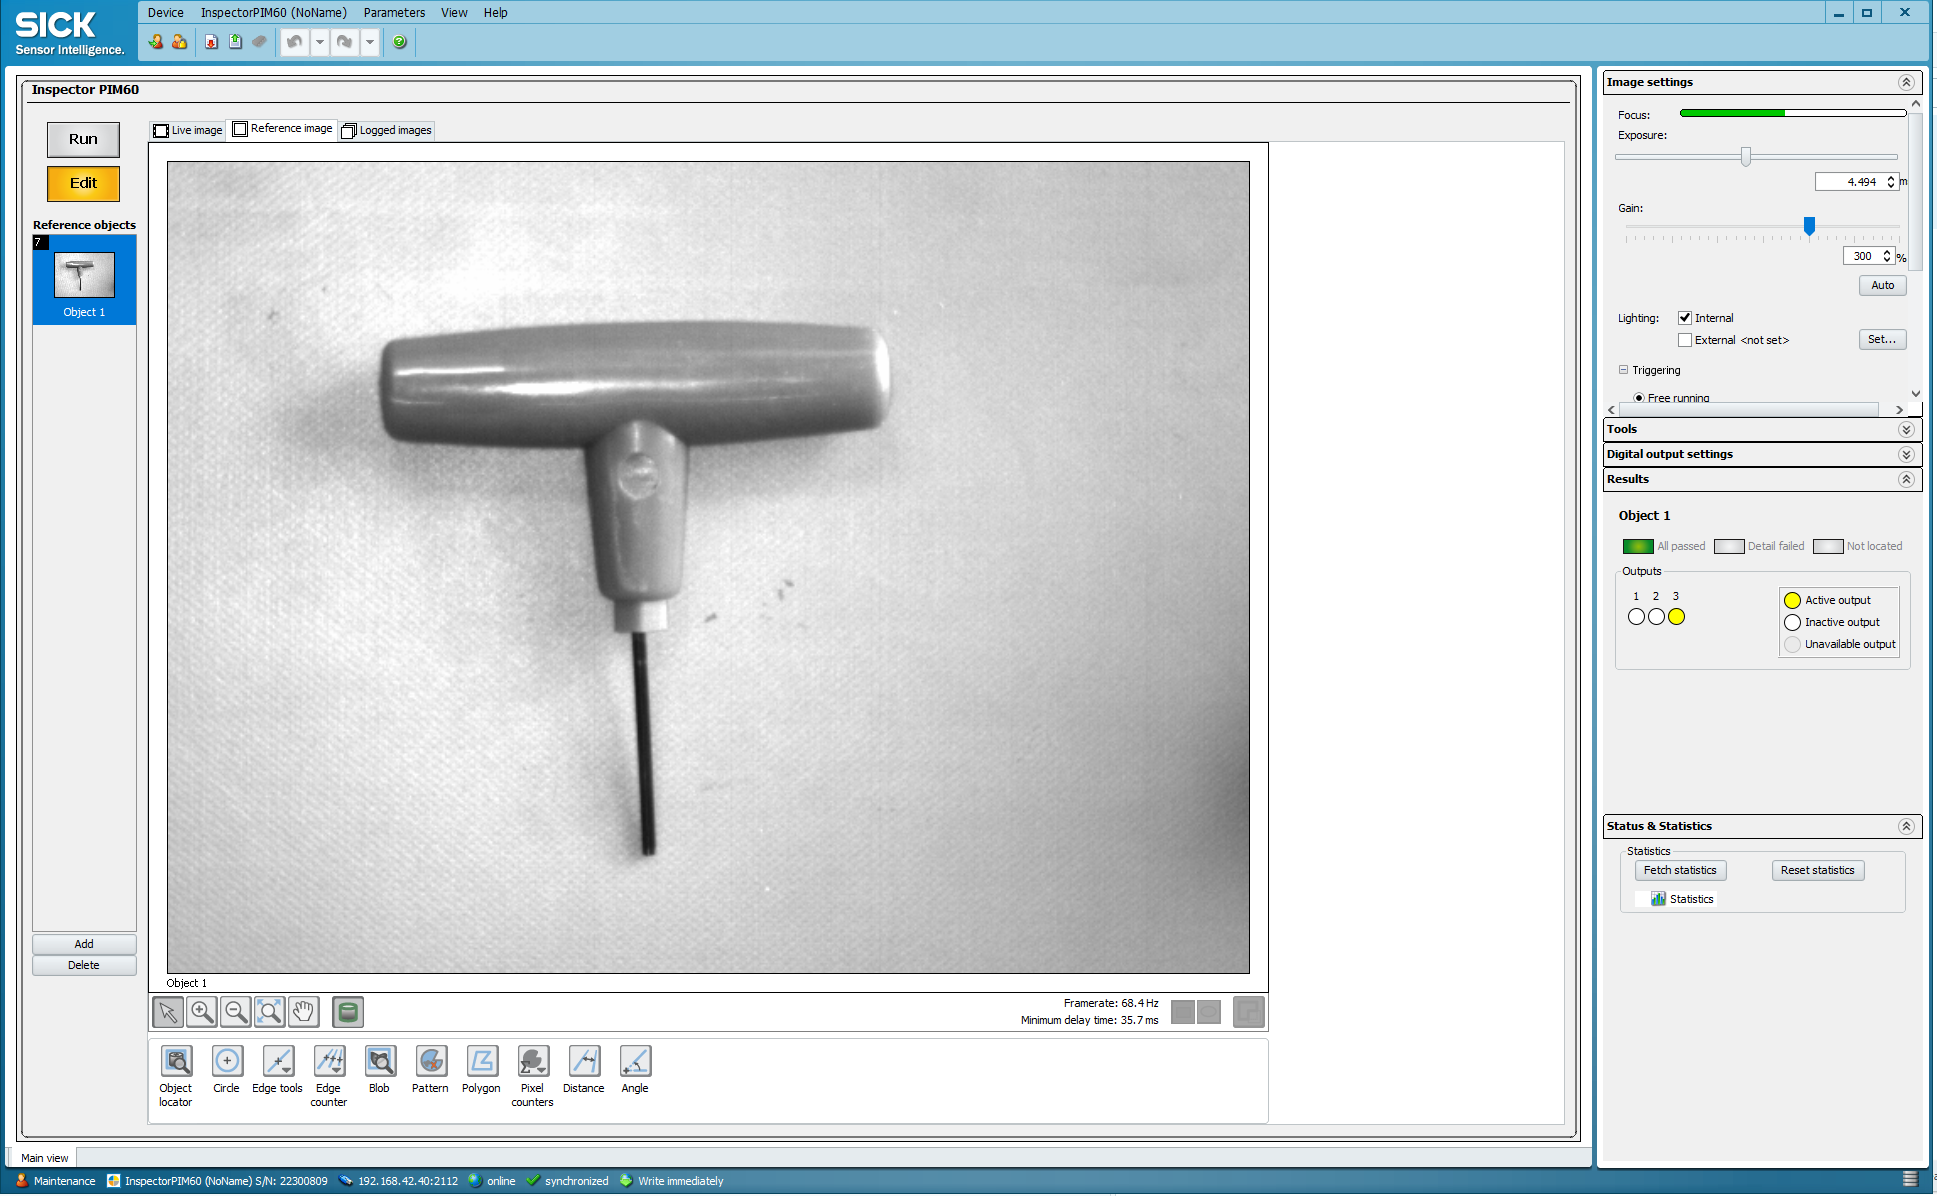 SICK
Sensor Intelligence.
Device InspectorPIM60 (NoName) Parameters View Help
Inspector PIM60
Run
Edit
Reference objects
7
Object 1
Add
Delete
Live image Reference image Logged images
Object 1
Framerate: 68.4 Hz
Minimum delay time: 35.7 ms
Object locator
Circle
Edge tools
Edge counter
Blob
Pattern
Polygon
Pixel counters
Distance
Angle
Image settings
Focus:
Exposure:
4.494 m
Gain:
300 %
Auto
Lighting: Internal
External <not set> Set...
Triggering
Free running
Tools
Digital output settings
Results
Object 1
All passed Detail failed Not located
Outputs
1 2 3
Active output
Inactive output
Unavailable output
Status & Statistics
Statistics
Fetch statistics Reset statistics
Statistics
Main view
Maintenance InspectorPIM60 (NoName) S/N: 22300809 192.168.42.40:2112 online synchronized Write immediately